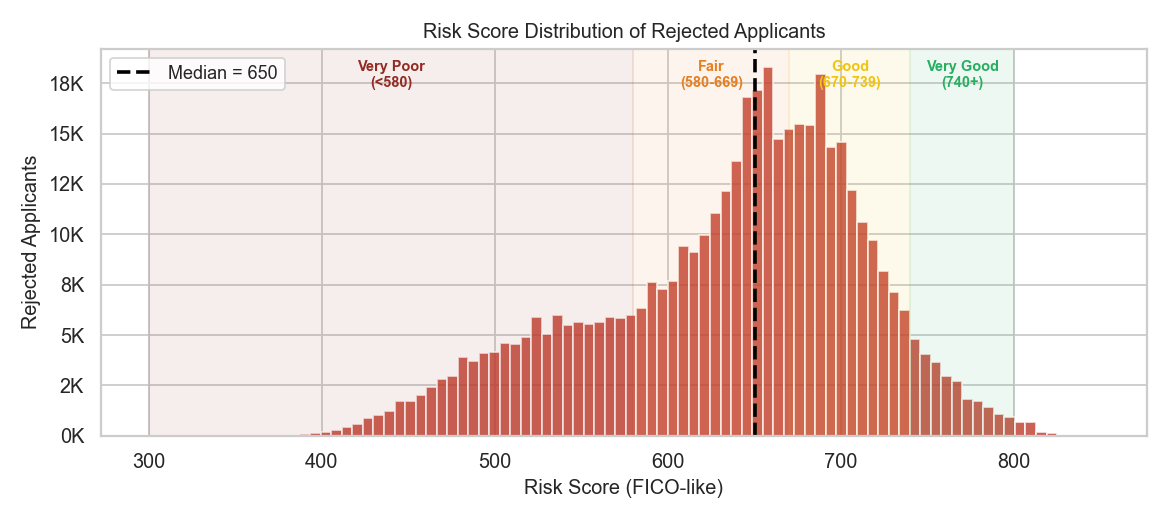 Risk Score Distribution of Rejected Applicants
Median = 650
Very Poor
(<580)
Fair
(580-669)
Good
(670-739)
Very Good
(740+)
Rejected Applicants
18K
15K
12K
10K
8K
5K
2K
0K
300 400 500 600 700 800
Risk Score (FICO-like)